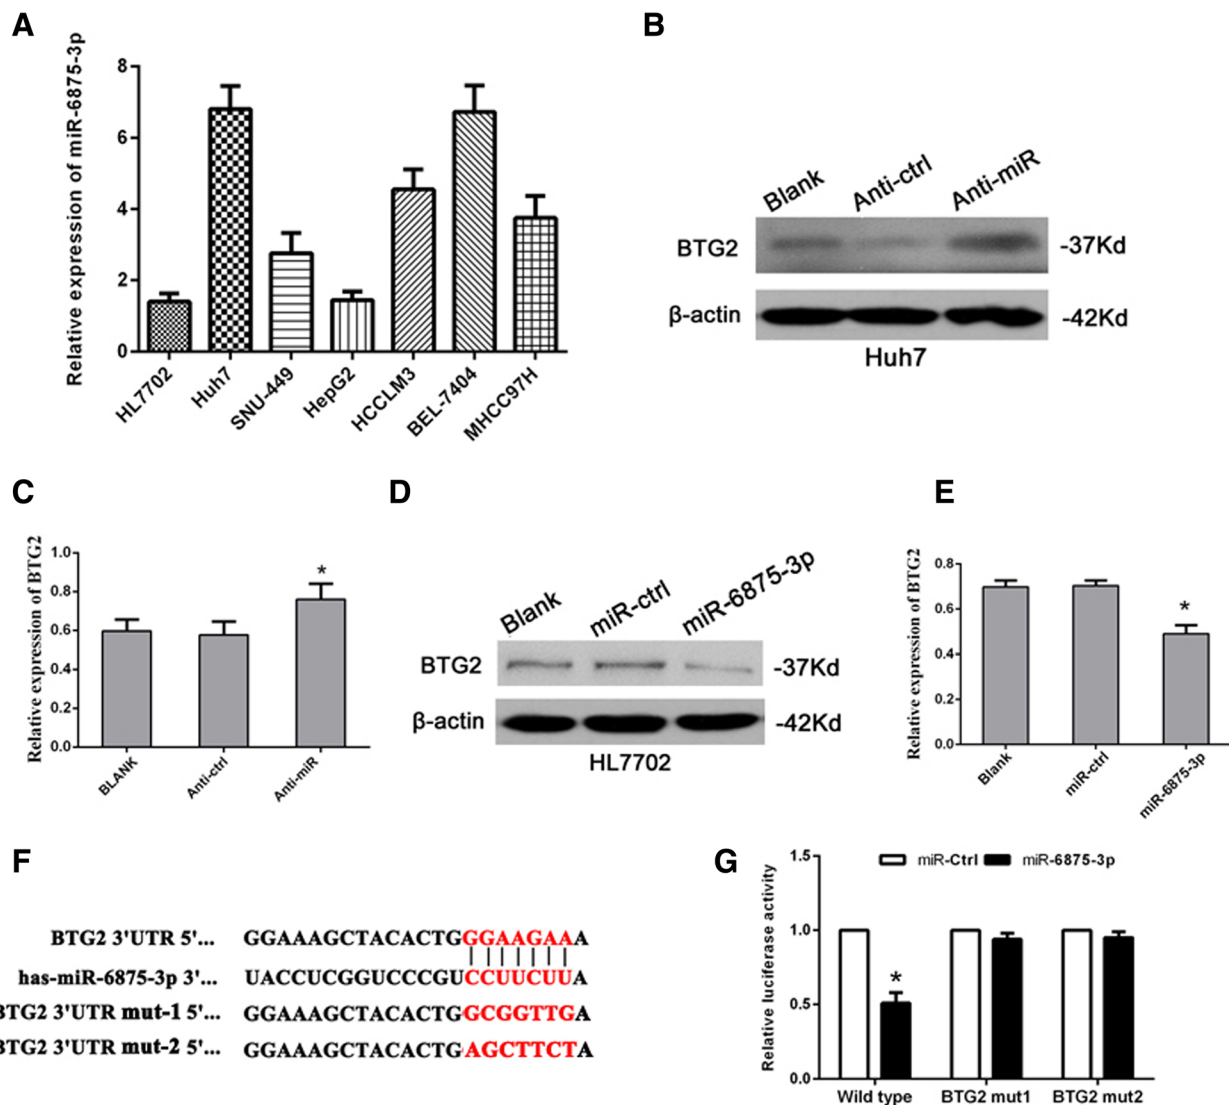 A
Relative expression of miR-6875-3p
8
6
4
2
0
HL7702
Huh7
SNU-449
HepG2
HCCLM3
BEL-7404
MHCC97H
B
Blank
Anti-ctrl
Anti-miR
BTG2
-37Kd
β-actin
-42Kd
Huh7
C
Relative expression of BTG2
1.0
0.8
0.6
0.4
0.2
0.0
*
BLANK
Anti-ctrl
Anti-miR
D
Blank
miR-ctrl
miR-6875-3p
BTG2
-37Kd
β-actin
-42Kd
HL7702
E
Relative expression of BTG2
0.8
0.6
0.4
0.2
0.0
*
Blank
miR-ctrl
miR-6875-3p
F
BTG2 3'UTR 5'... GGAAAGCTACACTGGGAAGAAA
has-miR-6875-3p 3'... UACCUCGGUCCCGUCCUUCUUA
BTG2 3'UTR mut-1 5'... GGAAAGCTACACTGGCGGTTGA
BTG2 3'UTR mut-2 5'... GGAAAGCTACACTGAGCTTCTA
G
Relative luciferase activity
miR-Ctrl miR-6875-3p
1.5
1.0
0.5
0.0
*
Wild type
BTG2 mut1
BTG2 mut2